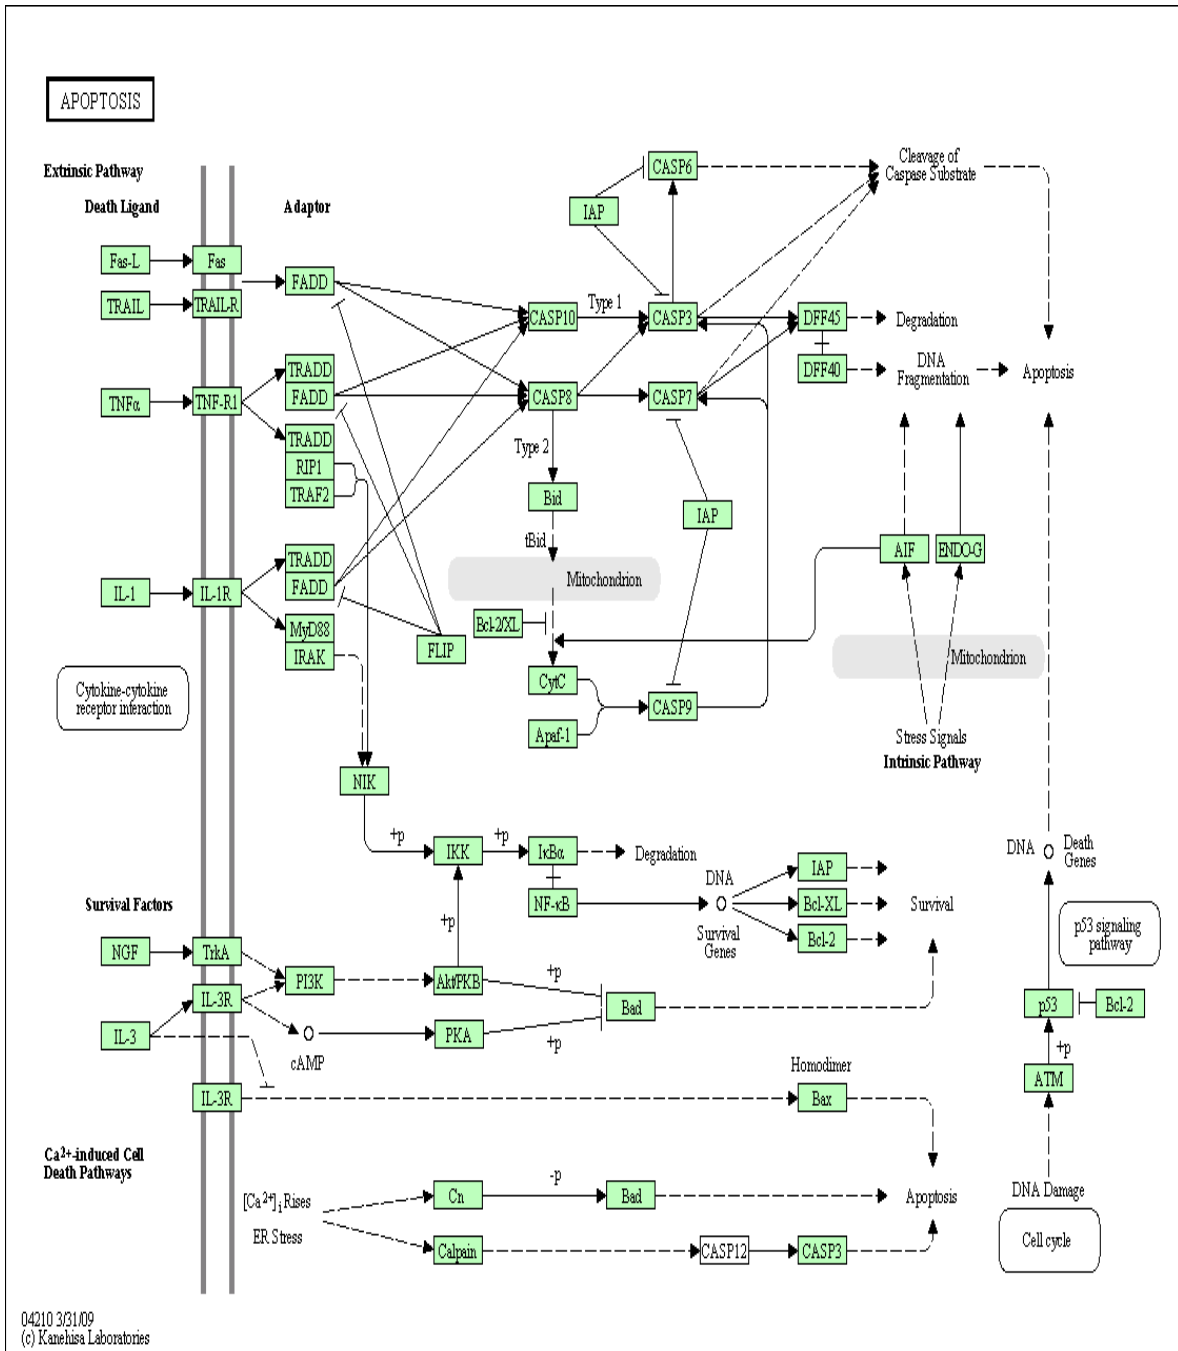 APOPTOSIS
Extrinsic Pathway
Death Ligand
Adaptor
CASP6
Cleavage of
Caspase Substrate
IAP
Fas-L
Fas
FADD
TRAIL
TRAIL-R
CASP10
Type 1
CASP3
DFF45
Degradation
DFF40
DNA
Fragmentation
Apoptosis
TRADD
FADD
TNFα
TNF-R1
CASP8
CASP7
TRADD
RIP1
TRAF2
Type 2
Bid
IAP
tBid
Mitochondrion
AIF
ENDO-G
TRADD
FADD
IL-1
IL-1R
MyD88
IRAK
FLIP
Bcl-2/XL
Mitochondrion
Cytokine-cytokine
receptor interaction
CytC
CASP9
Apaf-1
Stress Signals
Intrinsic Pathway
NIK
+p
IKK
+p
IκBα
Degradation
DNA
Death
Genes
IAP
DNA
NF-κB
Bcl-XL
Survival
Survival
Genes
Bcl-2
+p
Survival Factors
p53 signaling
pathway
NGF
TrkA
PI3K
Akt/PKB
+p
IL-3R
Bad
p53
Bcl-2
IL-3
cAMP
PKA
+p
+p
Homodimer
ATM
IL-3R
Bax
Ca²⁺-induced Cell
Death Pathways
-p
[Ca²⁺]i Rises
Cn
Bad
Apoptosis
DNA Damage
ER Stress
Calpain
CASP12
CASP3
Cell cycle
04210 3/31/09
(c) Kanehisa Laboratories